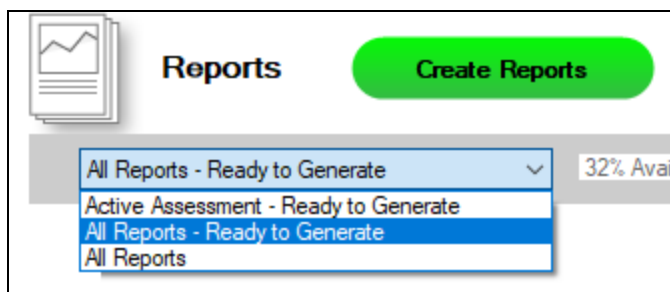 Reports
Create Reports
All Reports - Ready to Generate
32%
Active Assessment - Ready to Generate
All Reports - Ready to Generate
All Reports